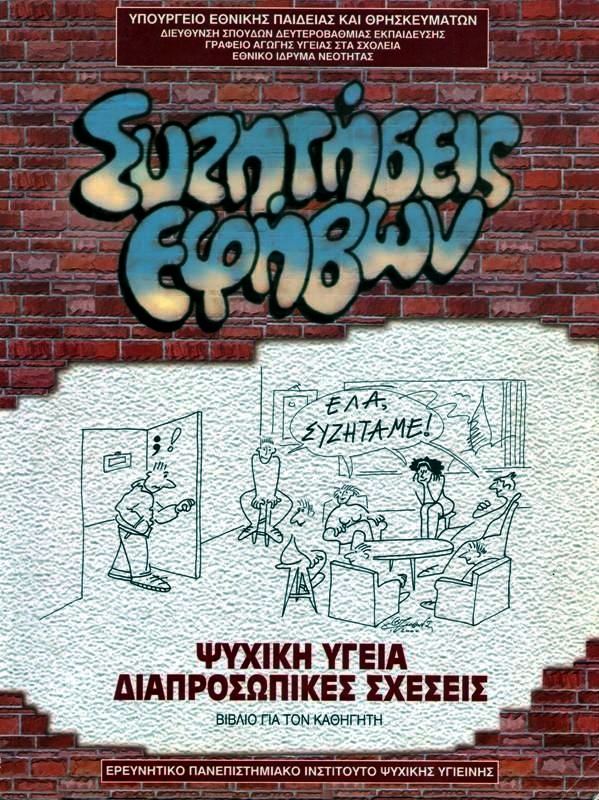 ΥΠΟΥΡΓΕΙΟ ΕΘΝΙΚΗΣ ΠΑΙΔΕΙΑΣ ΚΑΙ ΘΡΗΣΚΕΥΜΑΤΩΝ
ΔΙΕΥΘΥΝΣΗ ΣΠΟΥΔΩΝ ΔΕΥΤΕΡΟΒΑΘΜΙΑΣ ΕΚΠΑΙΔΕΥΣΗΣ
ΓΡΑΦΕΙΟ ΑΓΩΓΗΣ ΥΓΕΙΑΣ ΣΤΑ ΣΧΟΛΕΙΑ
ΕΘΝΙΚΟ ΙΔΡΥΜΑ ΝΕΟΤΗΤΑΣ
Συζητήσεις
Εφήβων
ΕΛΑ,
ΣΥΖΗΤΑΜΕ!
;!
ΨΥΧΙΚΗ ΥΓΕΙΑ
ΔΙΑΠΡΟΣΩΠΙΚΕΣ ΣΧΕΣΕΙΣ
ΒΙΒΛΙΟ ΓΙΑ ΤΟΝ ΚΑΘΗΓΗΤΗ
ΕΡΕΥΝΗΤΙΚΟ ΠΑΝΕΠΙΣΤΗΜΙΑΚΟ ΙΝΣΤΙΤΟΥΤΟ ΨΥΧΙΚΗΣ ΥΓΙΕΙΝΗΣ